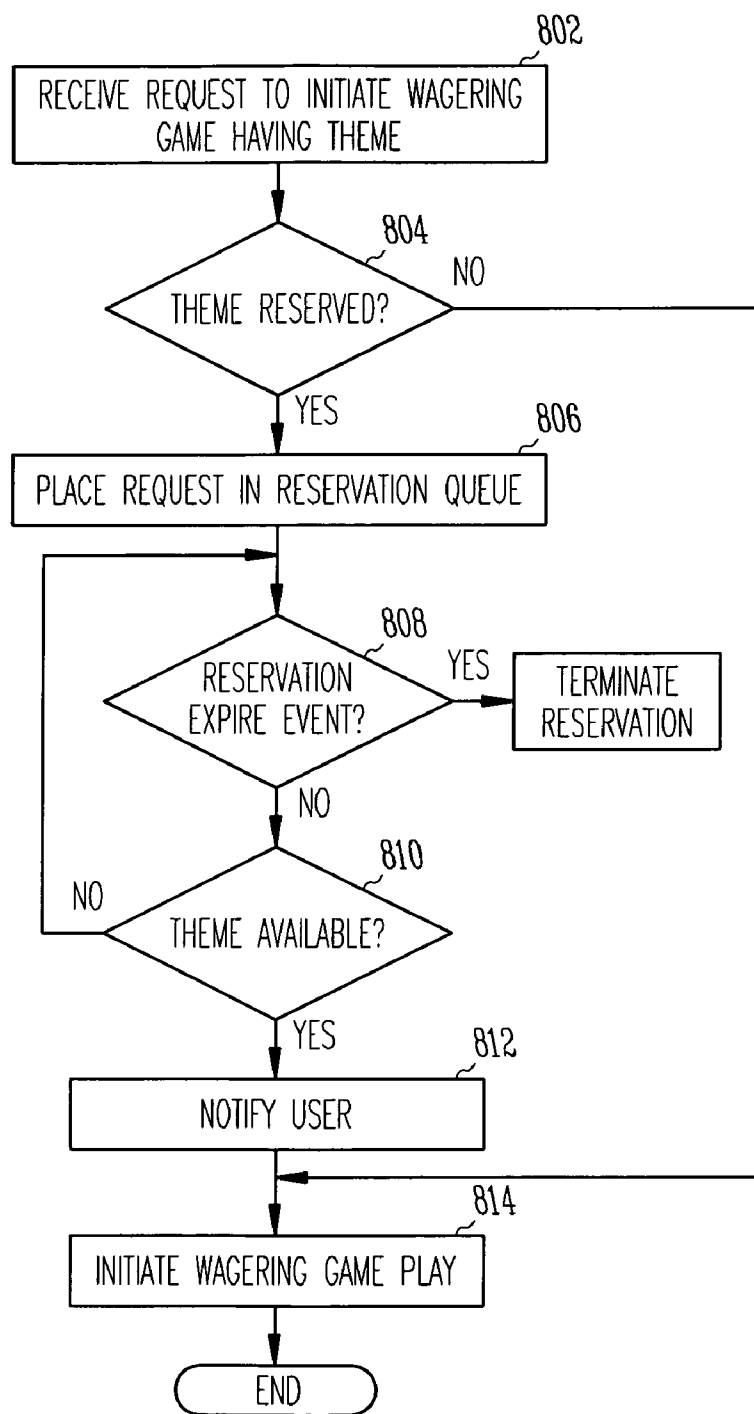 802
RECEIVE REQUEST TO INITIATE WAGERING
GAME HAVING THEME
804
THEME RESERVED?
NO
YES
806
PLACE REQUEST IN RESERVATION QUEUE
808
RESERVATION
EXPIRE EVENT?
YES
TERMINATE
RESERVATION
NO
810
THEME AVAILABLE?
NO
YES
812
NOTIFY USER
814
INITIATE WAGERING GAME PLAY
END